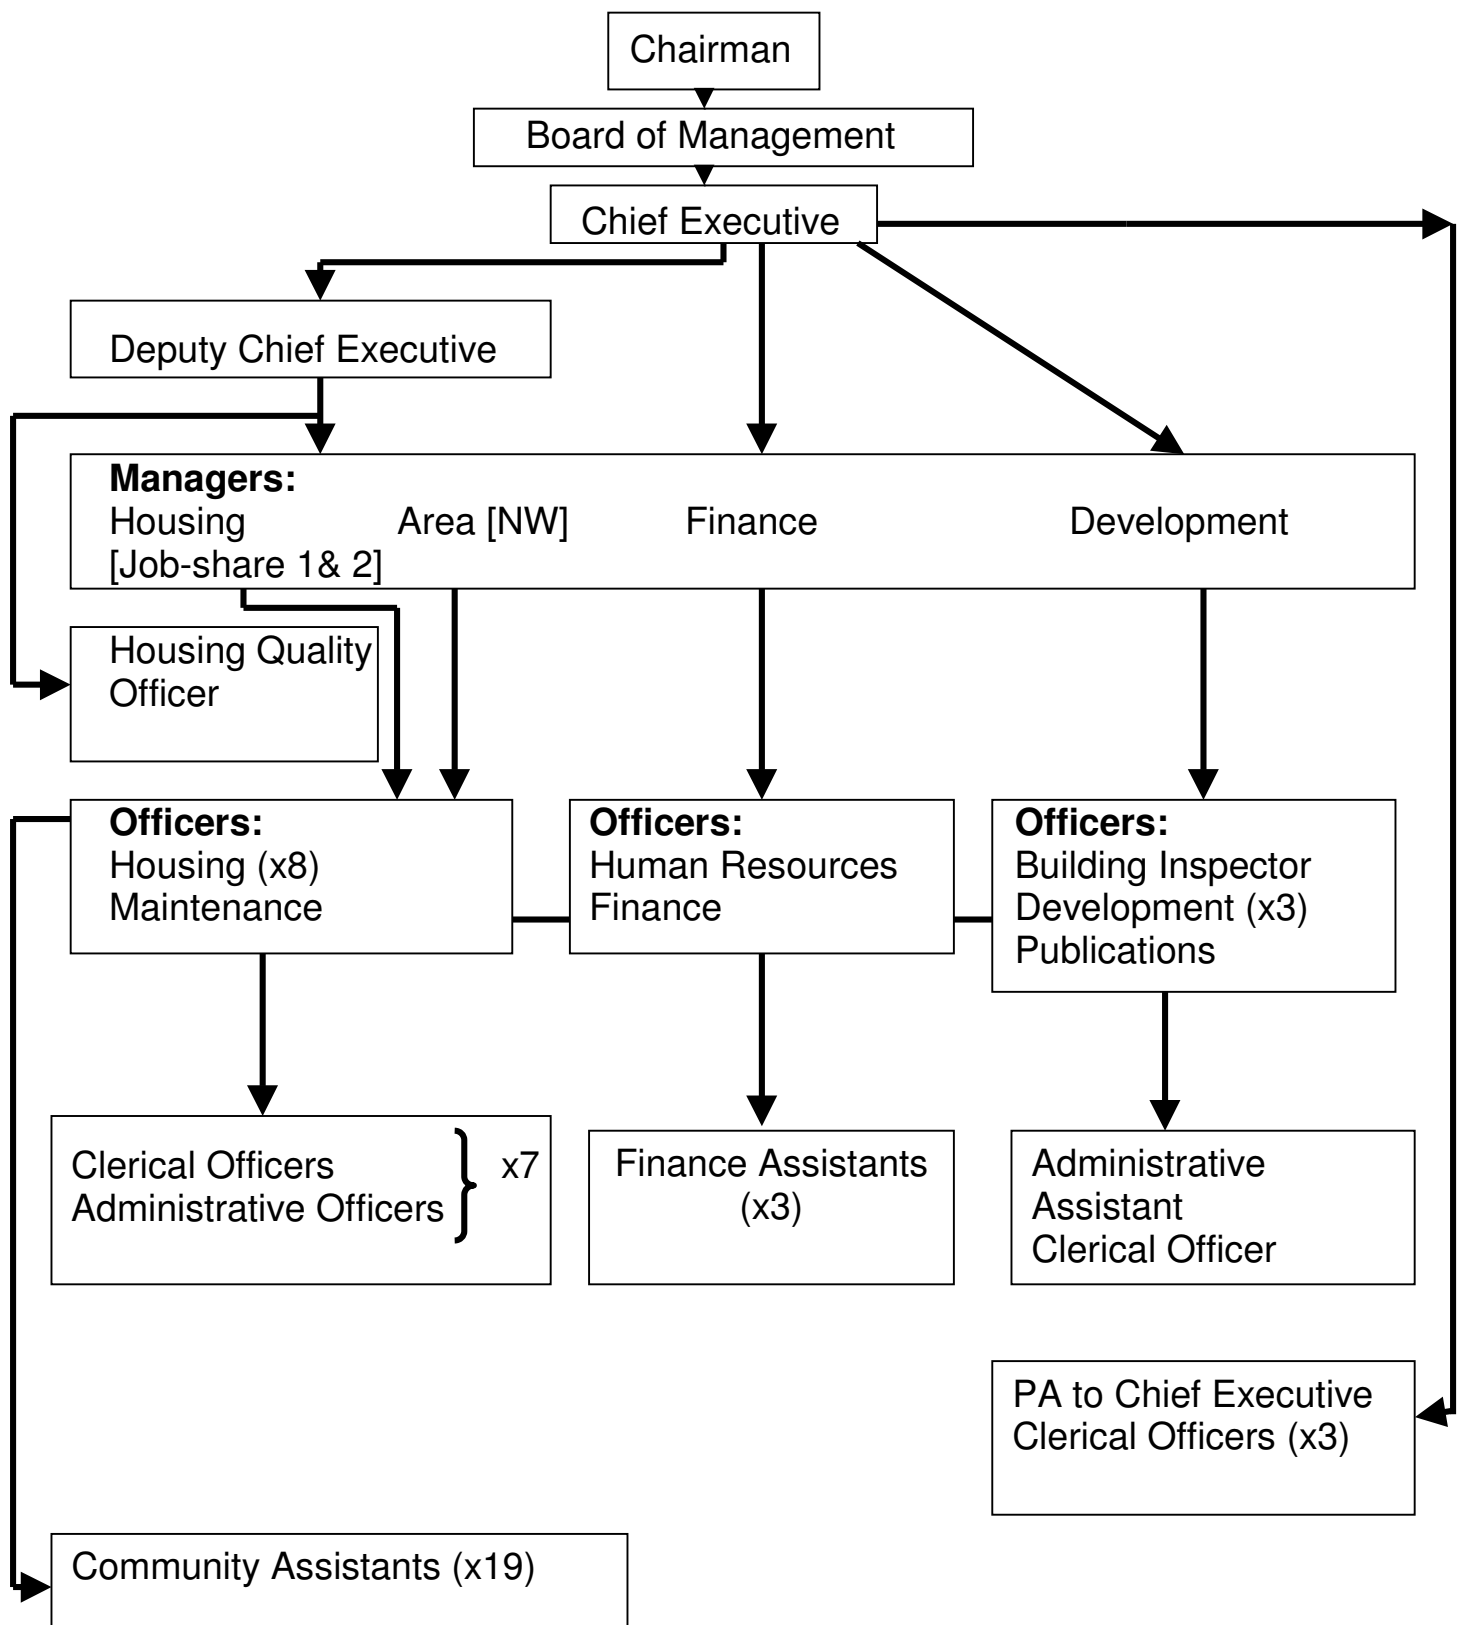 Chairman
Board of Management
Chief Executive
Deputy Chief Executive
Managers:
Housing Area [NW] Finance Development
[Job-share 1& 2]
Housing Quality
Officer
Officers:
Housing (x8)
Maintenance
Officers:
Human Resources
Finance
Officers:
Building Inspector
Development (x3)
Publications
Clerical Officers
Administrative Officers
} x7
Finance Assistants
(x3)
Administrative
Assistant
Clerical Officer
PA to Chief Executive
Clerical Officers (x3)
Community Assistants (x19)